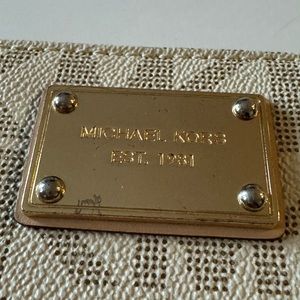 MICHAEL KORS
EST. 1981